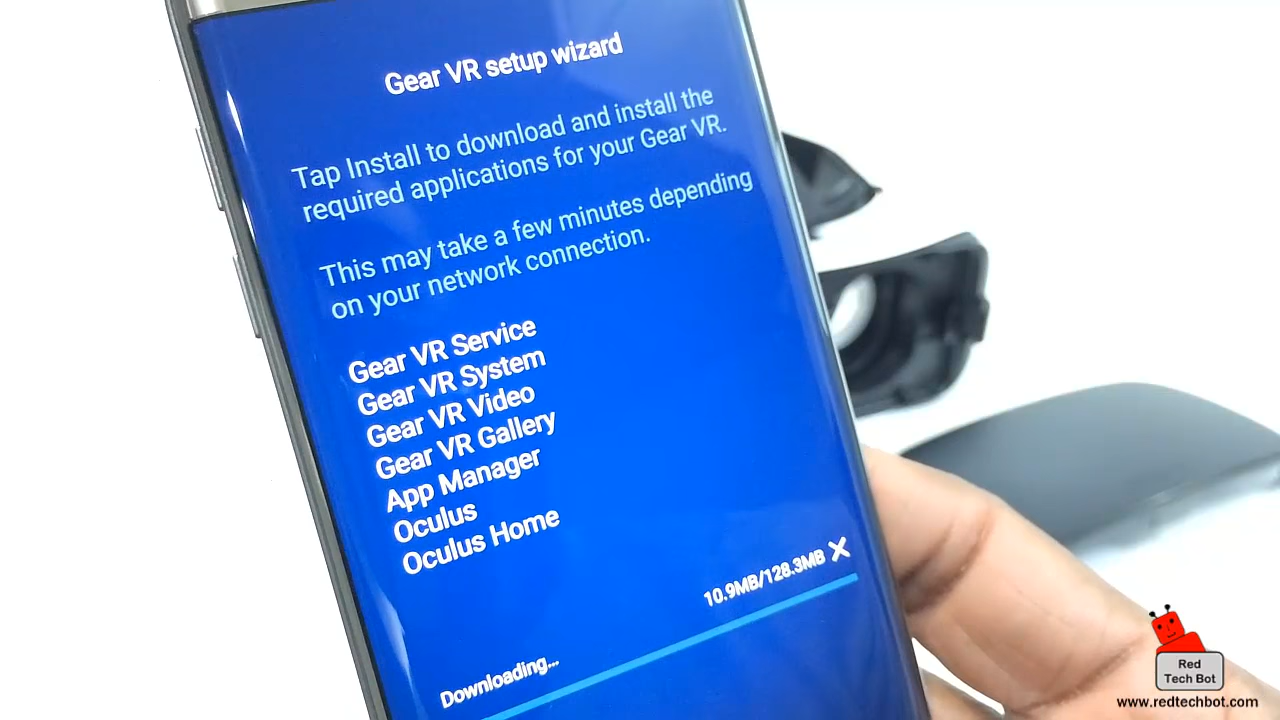 Gear VR setup wizard
Tap Install to download and install the
required applications for your Gear VR.
This may take a few minutes depending
on your network connection.
Gear VR Service
Gear VR System
Gear VR Video
Gear VR Gallery
App Manager
Oculus
Oculus Home
10.9MB/128.3MB
Downloading...
Red
Tech Bot
www.redtechbot.com